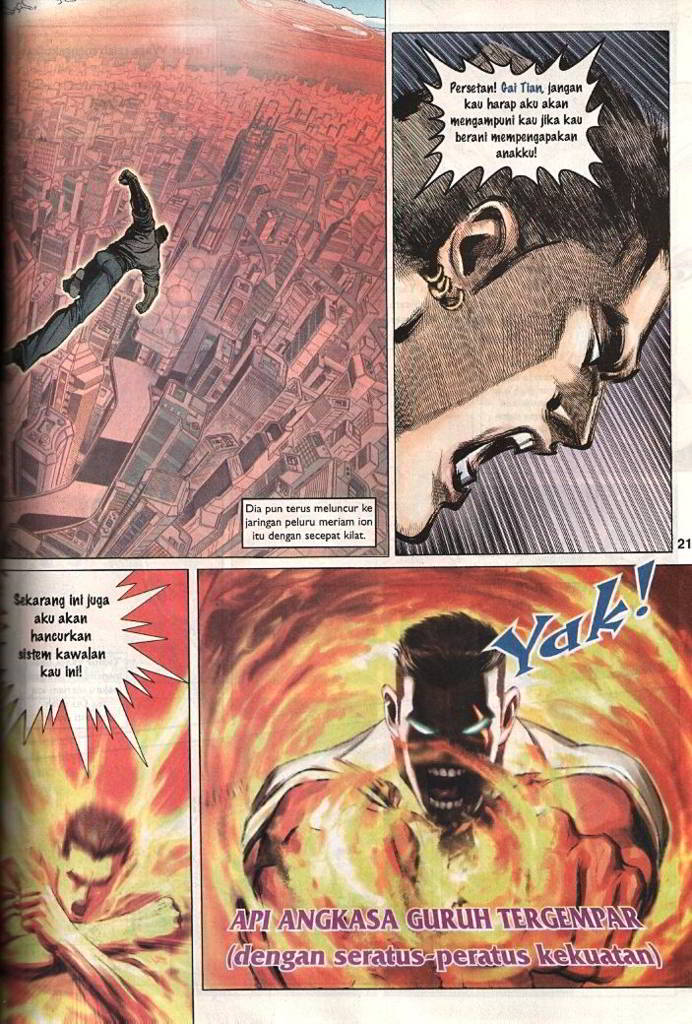 Persetan! Gai Tian, jangan
kau harap aku akan
mengampuni kau jika kau
berani mempengapakan
anakku!
Dia pun terus meluncur ke
jaringan peluru meriam ion
itu dengan secepat kilat.
21
Sekarang ini juga
aku akan
hancurkan
sistem kawalan
kau ini!
Yak!
API ANGKASA GURUH TERGEMPAR
(dengan seratus-peratus kekuatan)